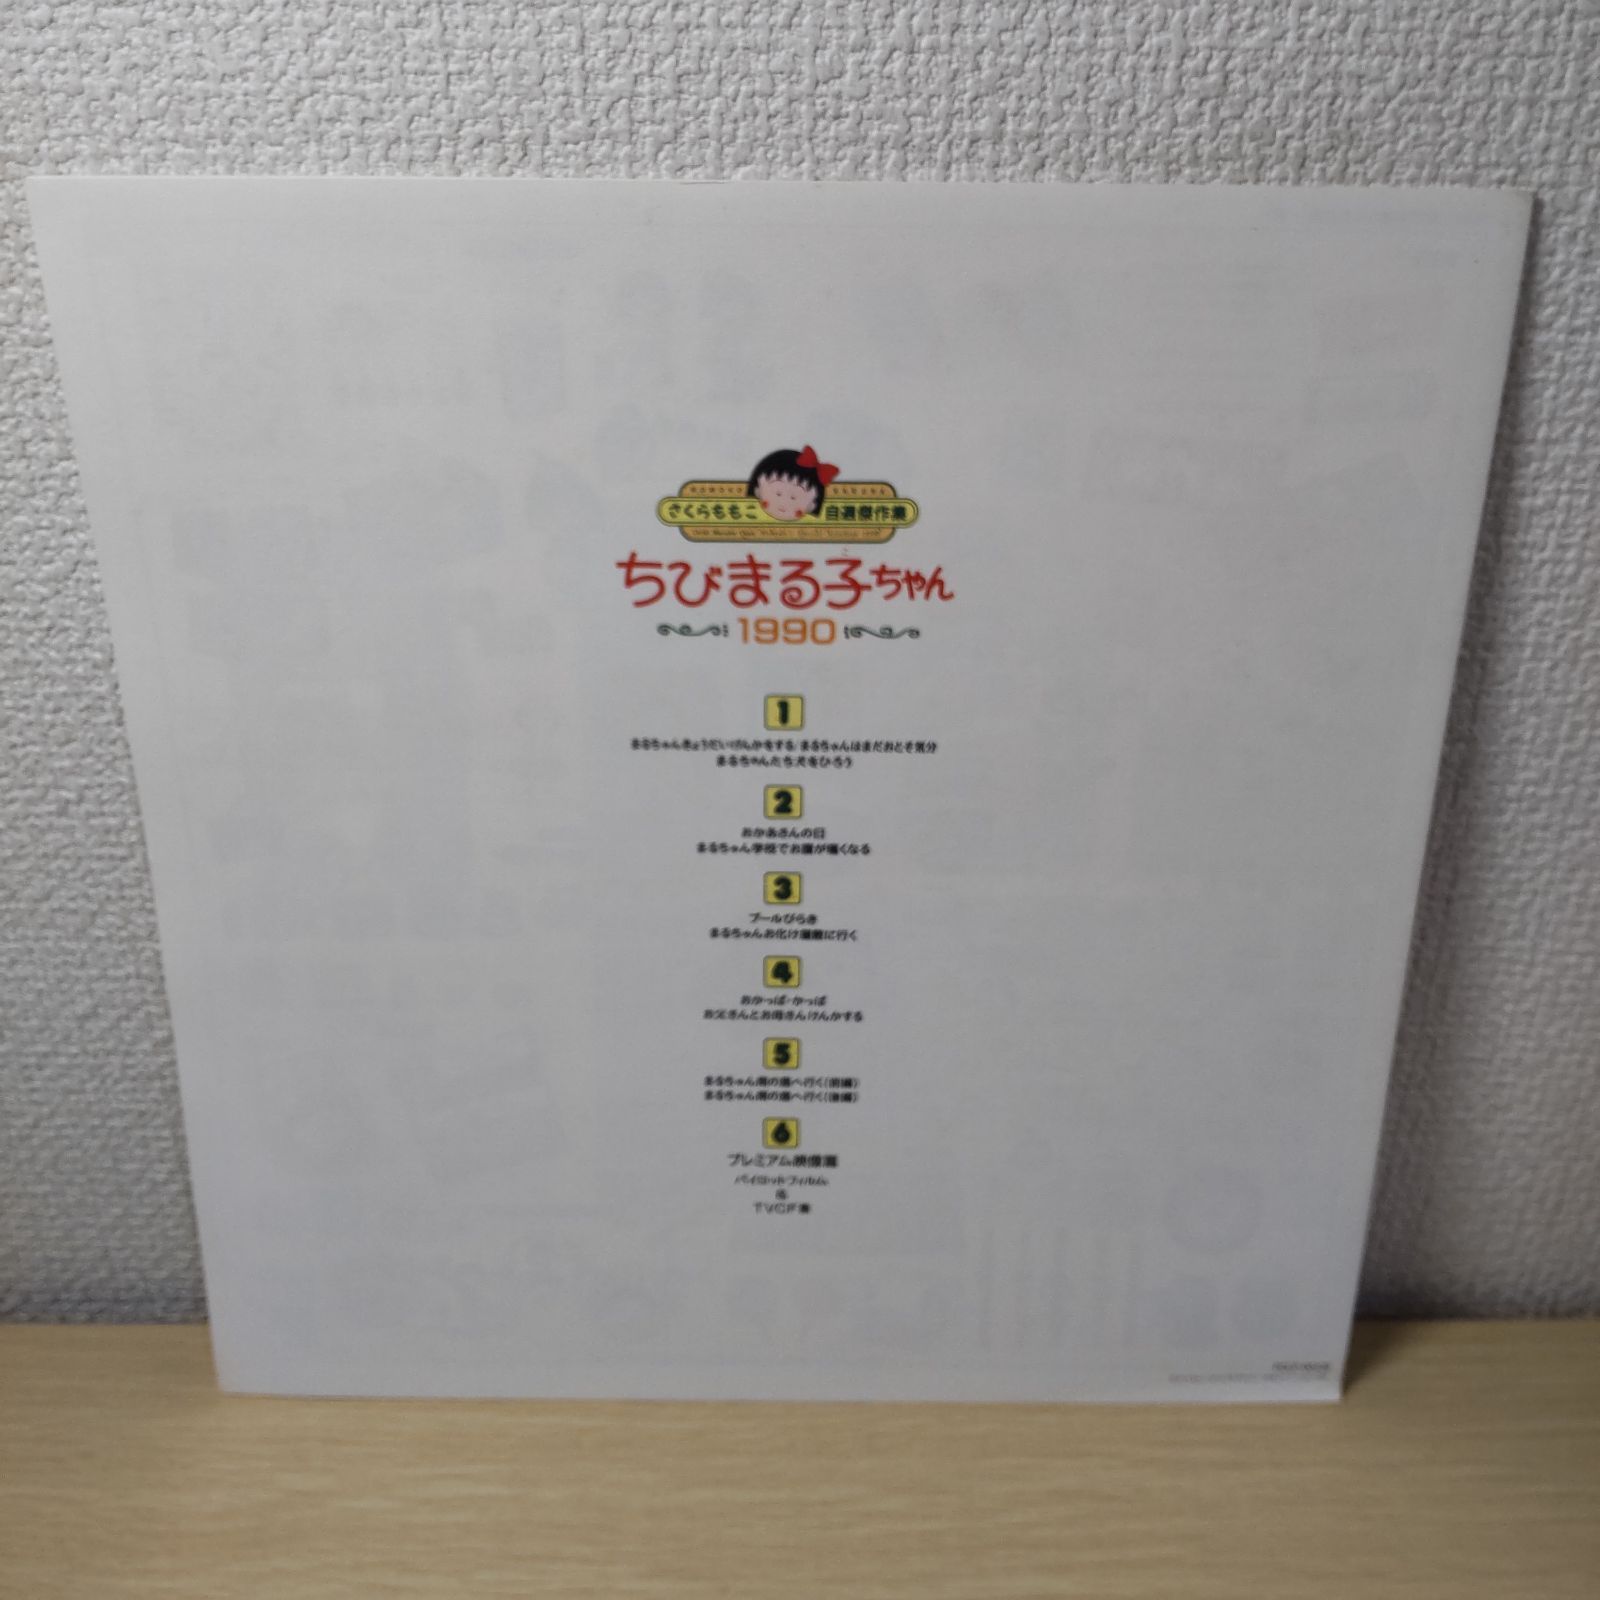 さくらももこ 自選傑作集
ちびまる子ちゃん
こ
1990
1
まるちゃんきょうだいげんかをする/まるちゃんはまだおとそ気分
まるちゃんたち犬をひろう
2
おかあさんの日
まるちゃん学校でお腹が痛くなる
3
プールびらき
まるちゃんお化け屋敷に行く
4
おかっぱ・かっぱ
お父さんとお母さんけんかする
5
まるちゃん南の島へ行く(前編)
まるちゃん南の島へ行く(後編)
6
プレミアム映像篇
パイロットフィルム
&
TVCF集